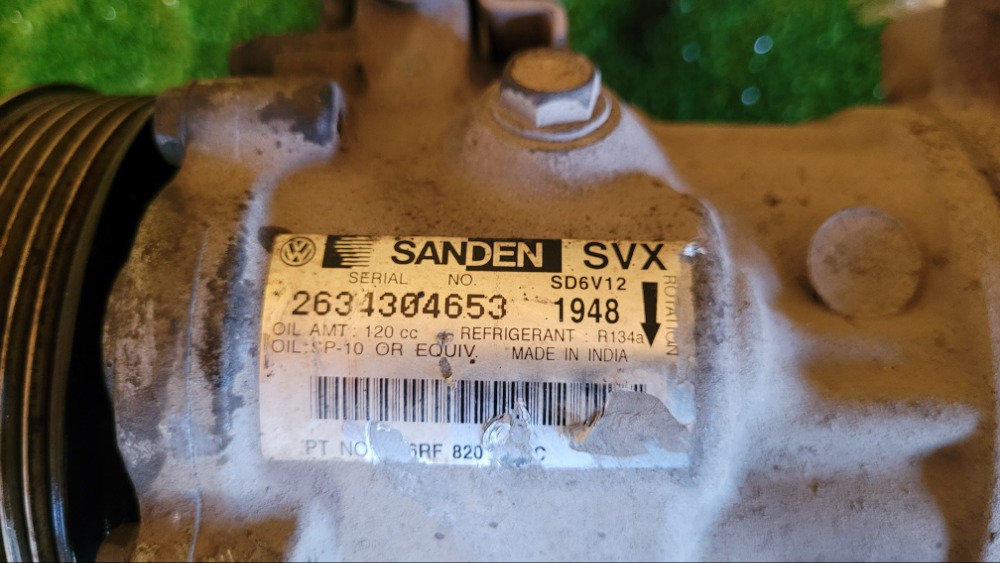 VW SANDEN SVX
SERIAL NO. SD6V12
2634304653 1948
ROTATION
OIL AMT : 120 cc REFRIGERANT : R134a
OIL:SP-10 OR EQUIV. MADE IN INDIA
PT NO 6RF 820 C